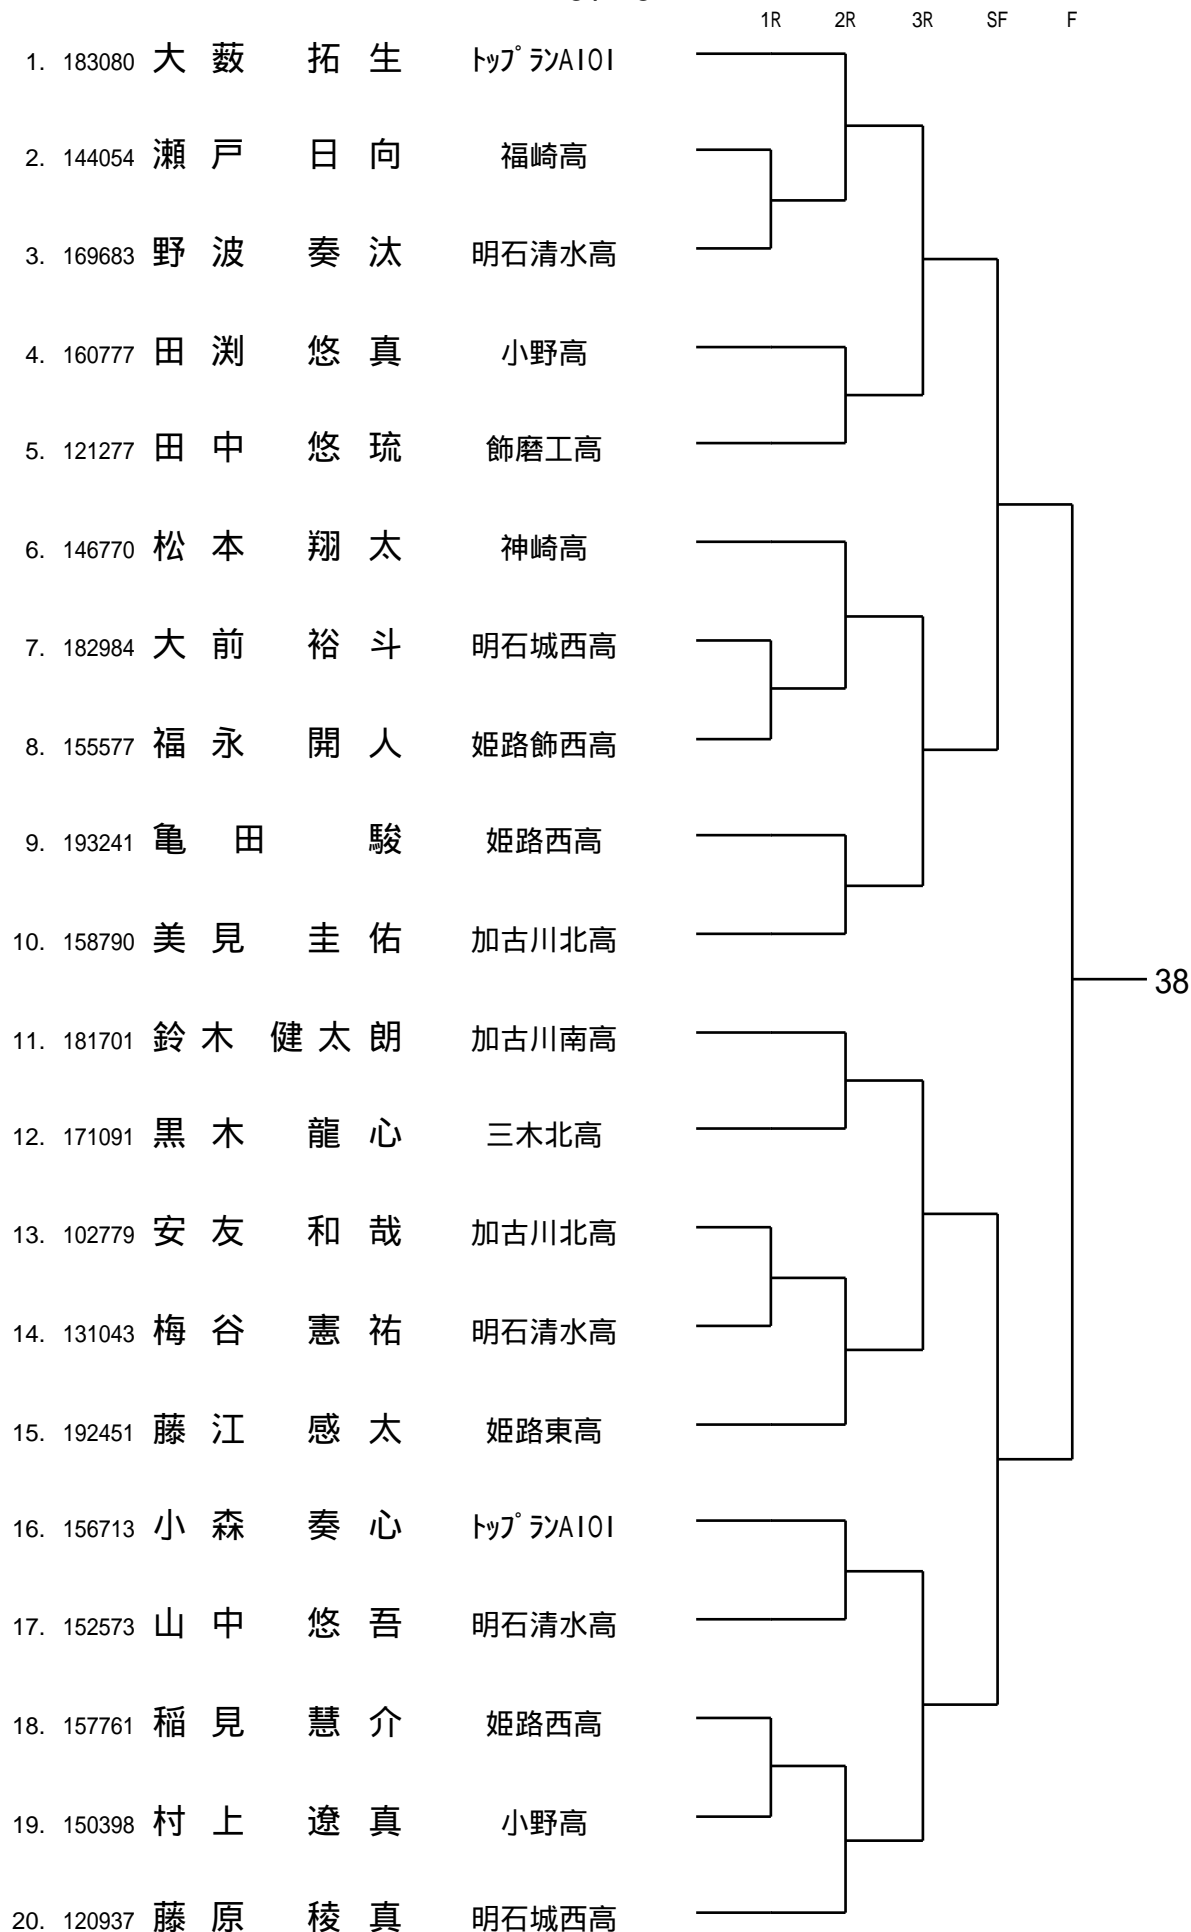 1R 2R 3R SF F
1. 183080 大藪 拓生 ﾄｯﾌﾟﾗﾝAIOI
2. 144054 瀬戸 日向 福崎高
3. 169683 野波 奏汰 明石清水高
4. 160777 田渕 悠真 小野高
5. 121277 田中 悠琉 飾磨工高
6. 146770 松本 翔太 神崎高
7. 182984 大前 裕斗 明石城西高
8. 155577 福永 開人 姫路飾西高
9. 193241 亀田 駿 姫路西高
10. 158790 美見 圭佑 加古川北高
38
11. 181701 鈴木 健太朗 加古川南高
12. 171091 黒木 龍心 三木北高
13. 102779 安友 和哉 加古川北高
14. 131043 梅谷 憲祐 明石清水高
15. 192451 藤江 感太 姫路東高
16. 156713 小森 奏心 ﾄｯﾌﾟﾗﾝAIOI
17. 152573 山中 悠吾 明石清水高
18. 157761 稲見 慧介 姫路西高
19. 150398 村上 遼真 小野高
20. 120937 藤原 稜真 明石城西高